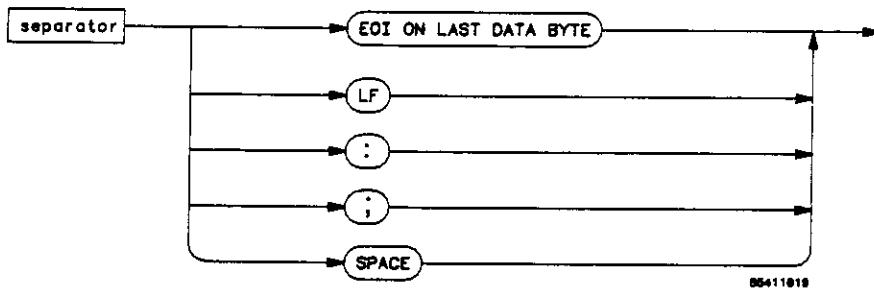 separator
EOI ON LAST DATA BYTE
LF
:
;
SPACE